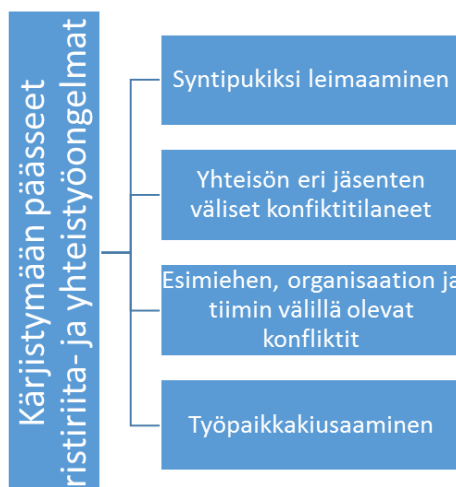 Kärjistymään päässeet
ristiriita- ja yhteistyöongelmat
Syntipukiksi leimaaminen
Yhteisön eri jäsenten
väliset konfiktitilaneet
Esimiehen, organisaation ja
tiimin välillä olevat
konfliktit
Työpaikkakiusaaminen